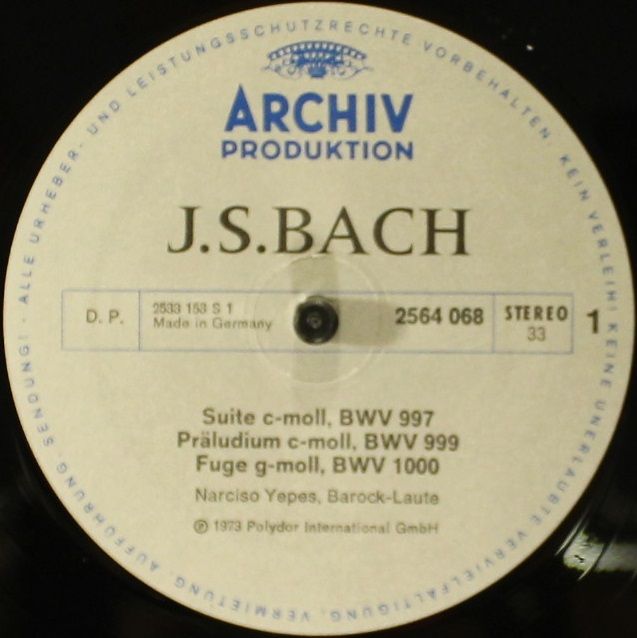 ALLE URHEBER- UND LEISTUNGSSCHUTZRECHTE VORBEHALTEN. KEIN VERLEIH! KEINE UNERLAUBTE VERVIELFÄLTIGUNG, VERMIETUNG, AUFFÜHRUNG, SENDUNG!
ARCHIV
PRODUKTION
J.S.BACH
D. P.
2533 153 S 1
Made in Germany
2564 068
STEREO
33
1
Suite c-moll, BWV 997
Präludium c-moll, BWV 999
Fuge g-moll, BWV 1000
Narciso Yepes, Barock-Laute
℗ 1973 Polydor International GmbH